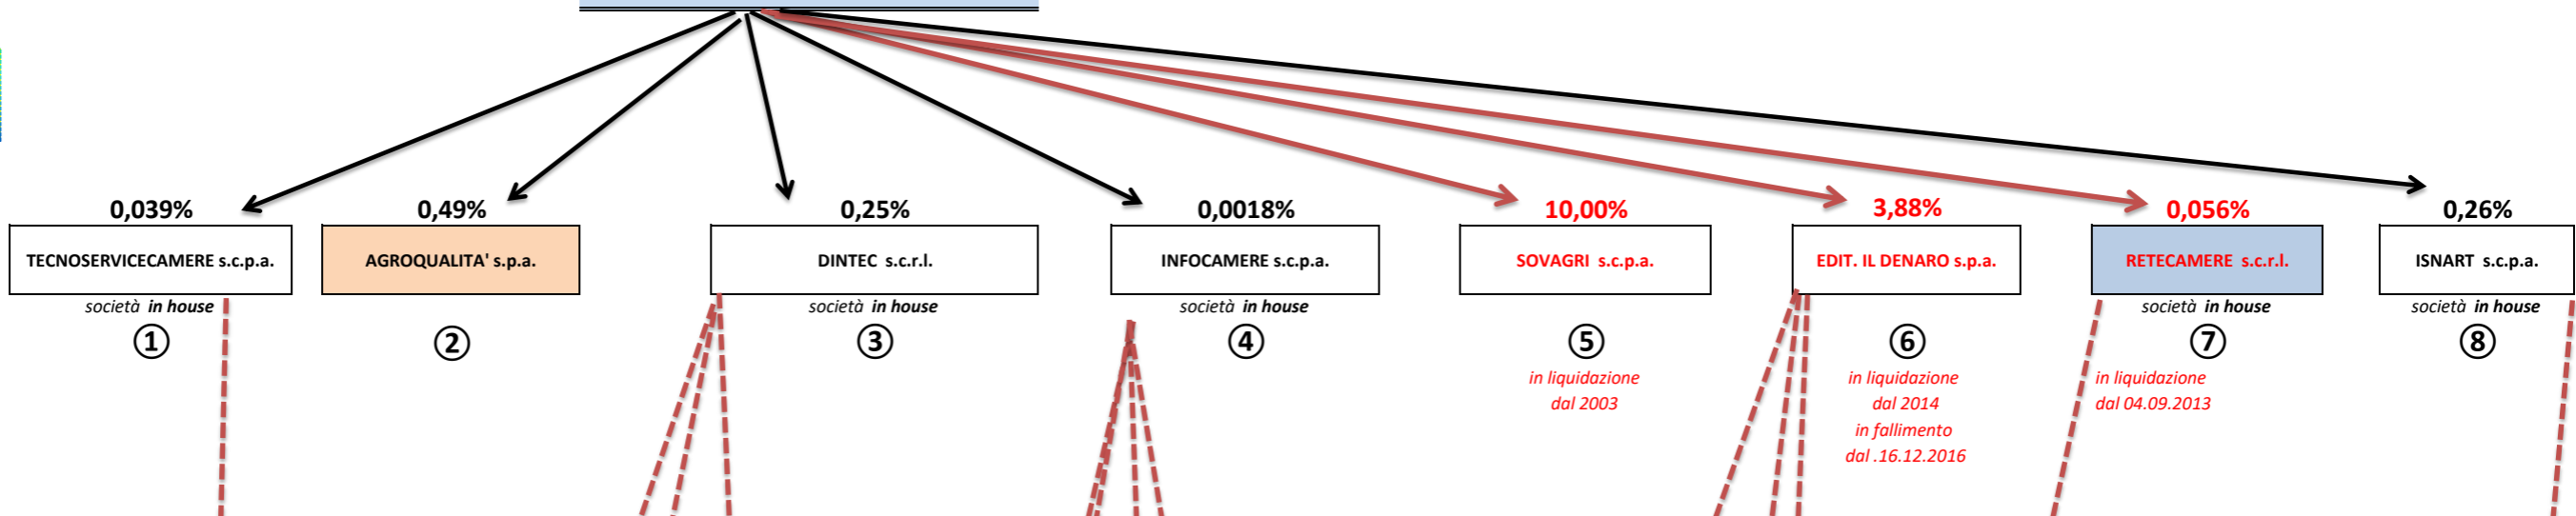 0,039%
0,49%
0,25%
0,0018%
10,00%
3,88%
0,056%
0,26%
TECNOSERVICECAMERE s.c.p.a.
AGROQUALITA' s.p.a.
DINTEC s.c.r.l.
INFOCAMERE s.c.p.a.
SOVAGRI s.c.p.a.
EDIT. IL DENARO s.p.a.
RETECAMERE s.c.r.l.
ISNART s.c.p.a.
società in house
società in house
società in house
società in house
società in house
①
②
③
④
⑤
⑥
⑦
⑧
in liquidazione
dal 2003
in liquidazione
dal 2014
in fallimento
dal .16.12.2016
in liquidazione
dal 04.09.2013